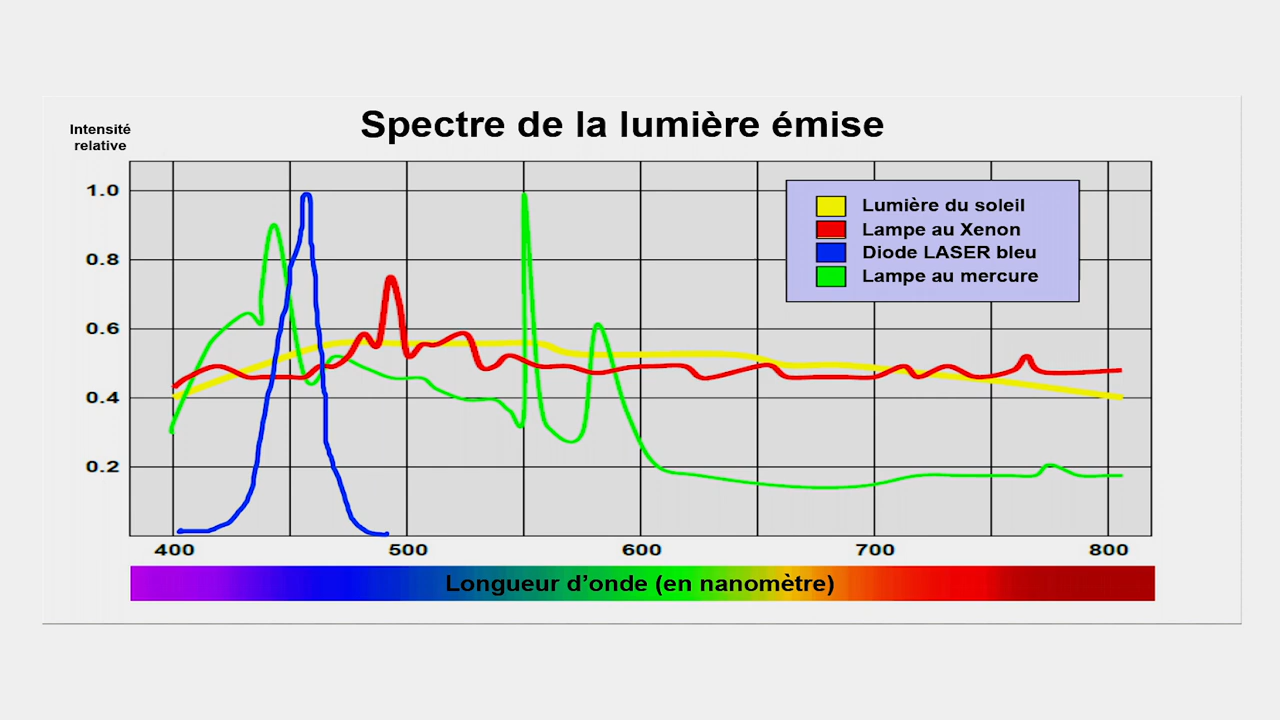 Spectre de la lumière émise
Intensité
relative
1.0
0.8
0.6
0.4
0.2
Lumière du soleil
Lampe au Xenon
Diode LASER bleu
Lampe au mercure
400 500 600 700 800
Longueur d’onde (en nanomètre)